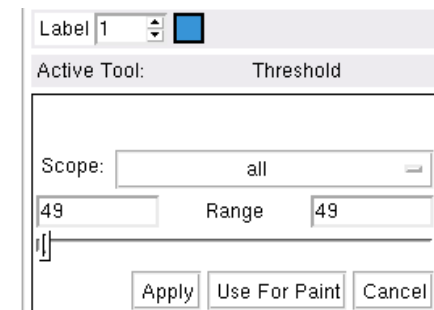 Label 1
Active Tool: Threshold
Scope: all
49 Range 49
Apply Use For Paint Cancel